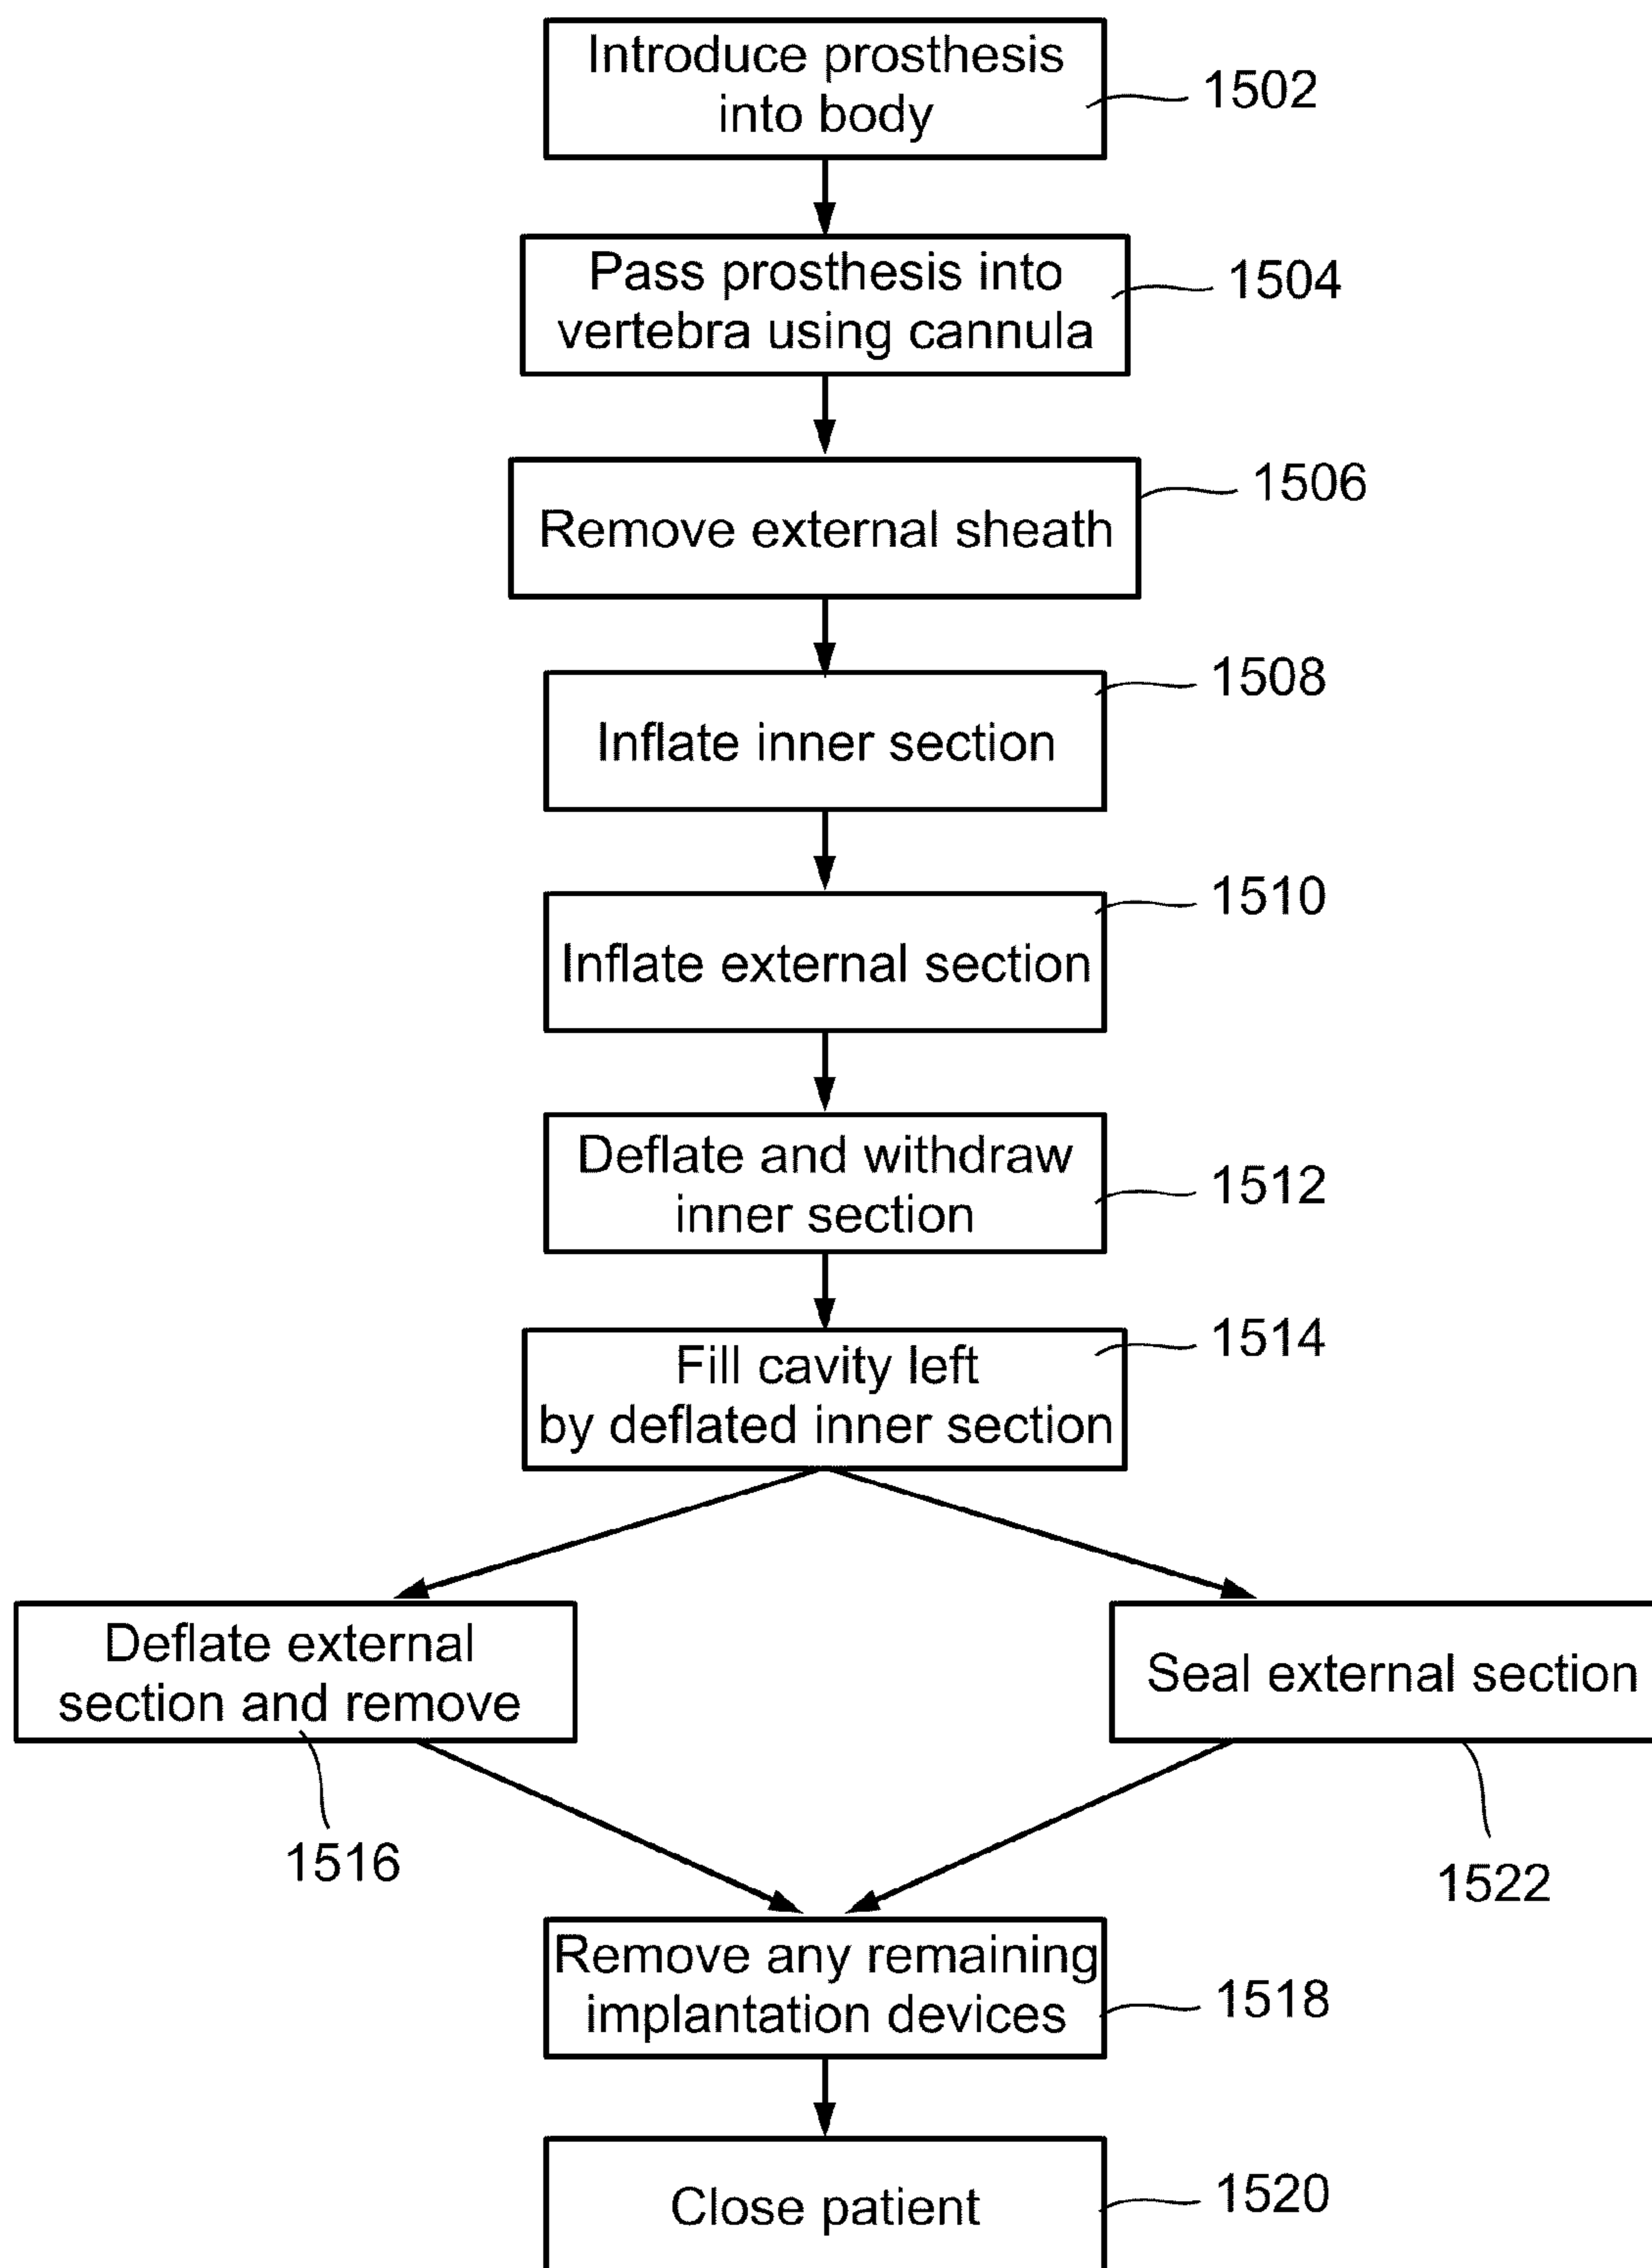 Introduce prosthesis
into body
1502
Pass prosthesis into
vertebra using cannula
1504
Remove external sheath
1506
Inflate inner section
1508
Inflate external section
1510
Deflate and withdraw
inner section
1512
Fill cavity left
by deflated inner section
1514
Deflate external
section and remove
1516
Seal external section
1522
Remove any remaining
implantation devices
1518
Close patient
1520